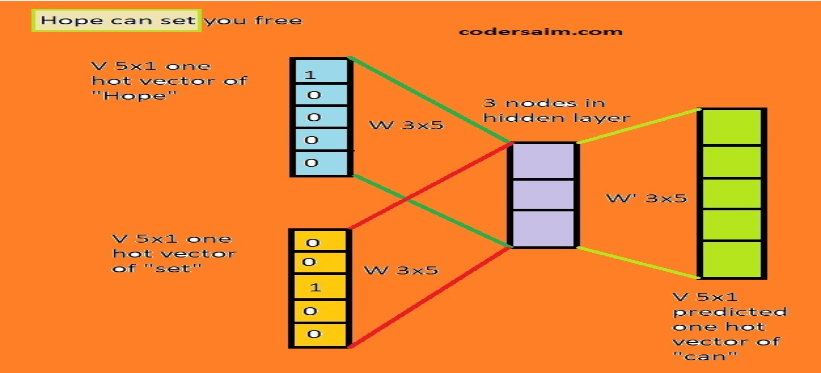 Hope can set you free
codersaim.com
V 5x1 one
hot vector of
"Hope"
1
0
0
0
0
W 3x5
3 nodes in
hidden layer
W' 3x5
V 5x1 one
hot vector
of "set"
0
0
1
0
0
W 3x5
V 5x1
predicted
one hot
vector of
"can"